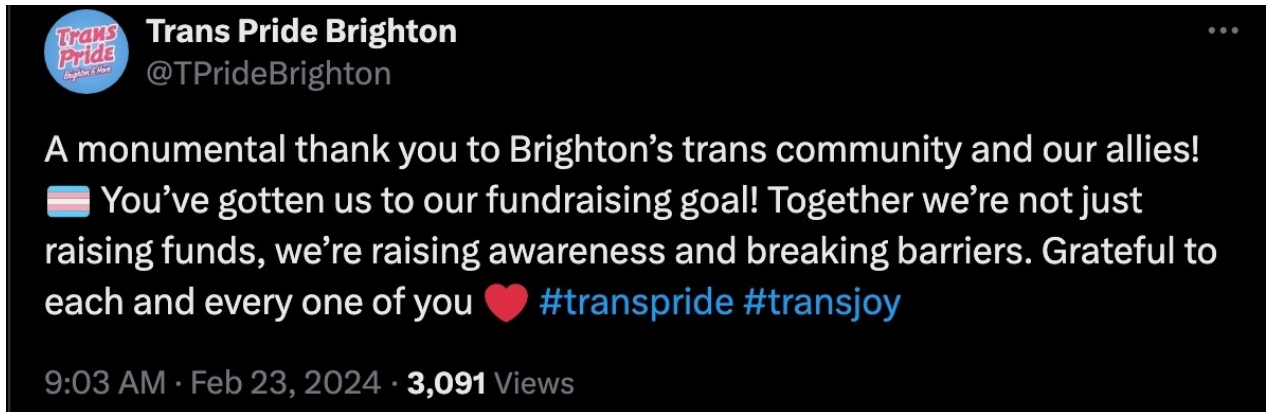 Trans
Pride
Brighton & Hove
Trans Pride Brighton
@TPrideBrighton
A monumental thank you to Brighton’s trans community and our allies!
🏳️‍⚧️ You’ve gotten us to our fundraising goal! Together we’re not just
raising funds, we’re raising awareness and breaking barriers. Grateful to
each and every one of you ❤️ #transpride #transjoy
9:03 AM · Feb 23, 2024 · 3,091 Views